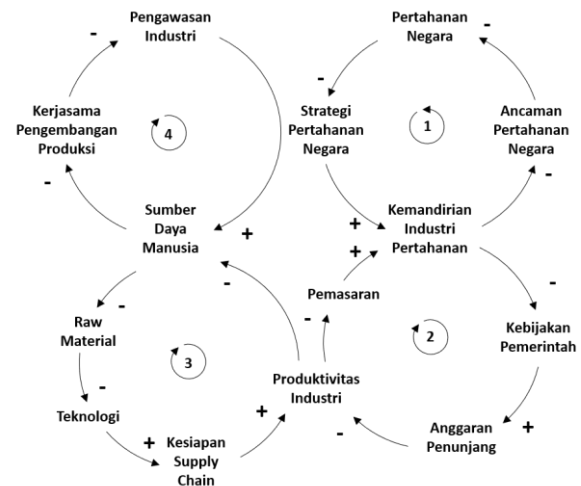 Pengawasan
Industri
-
+
Kerjasama
Pengembangan
Produksi
-
4
Sumber
Daya
Manusia
Pertahanan
Negara
-
-
Strategi
Pertahanan
Negara
1
Ancaman
Pertahanan
Negara
-
+
+
Kemandirian
Industri
Pertahanan
-
Pemasaran
-
2
Kebijakan
Pemerintah
+
Anggaran
Penunjang
-
Produktivitas
Industri
-
-
Raw
Material
3
-
Teknologi
+
Kesiapan
Supply
Chain
+